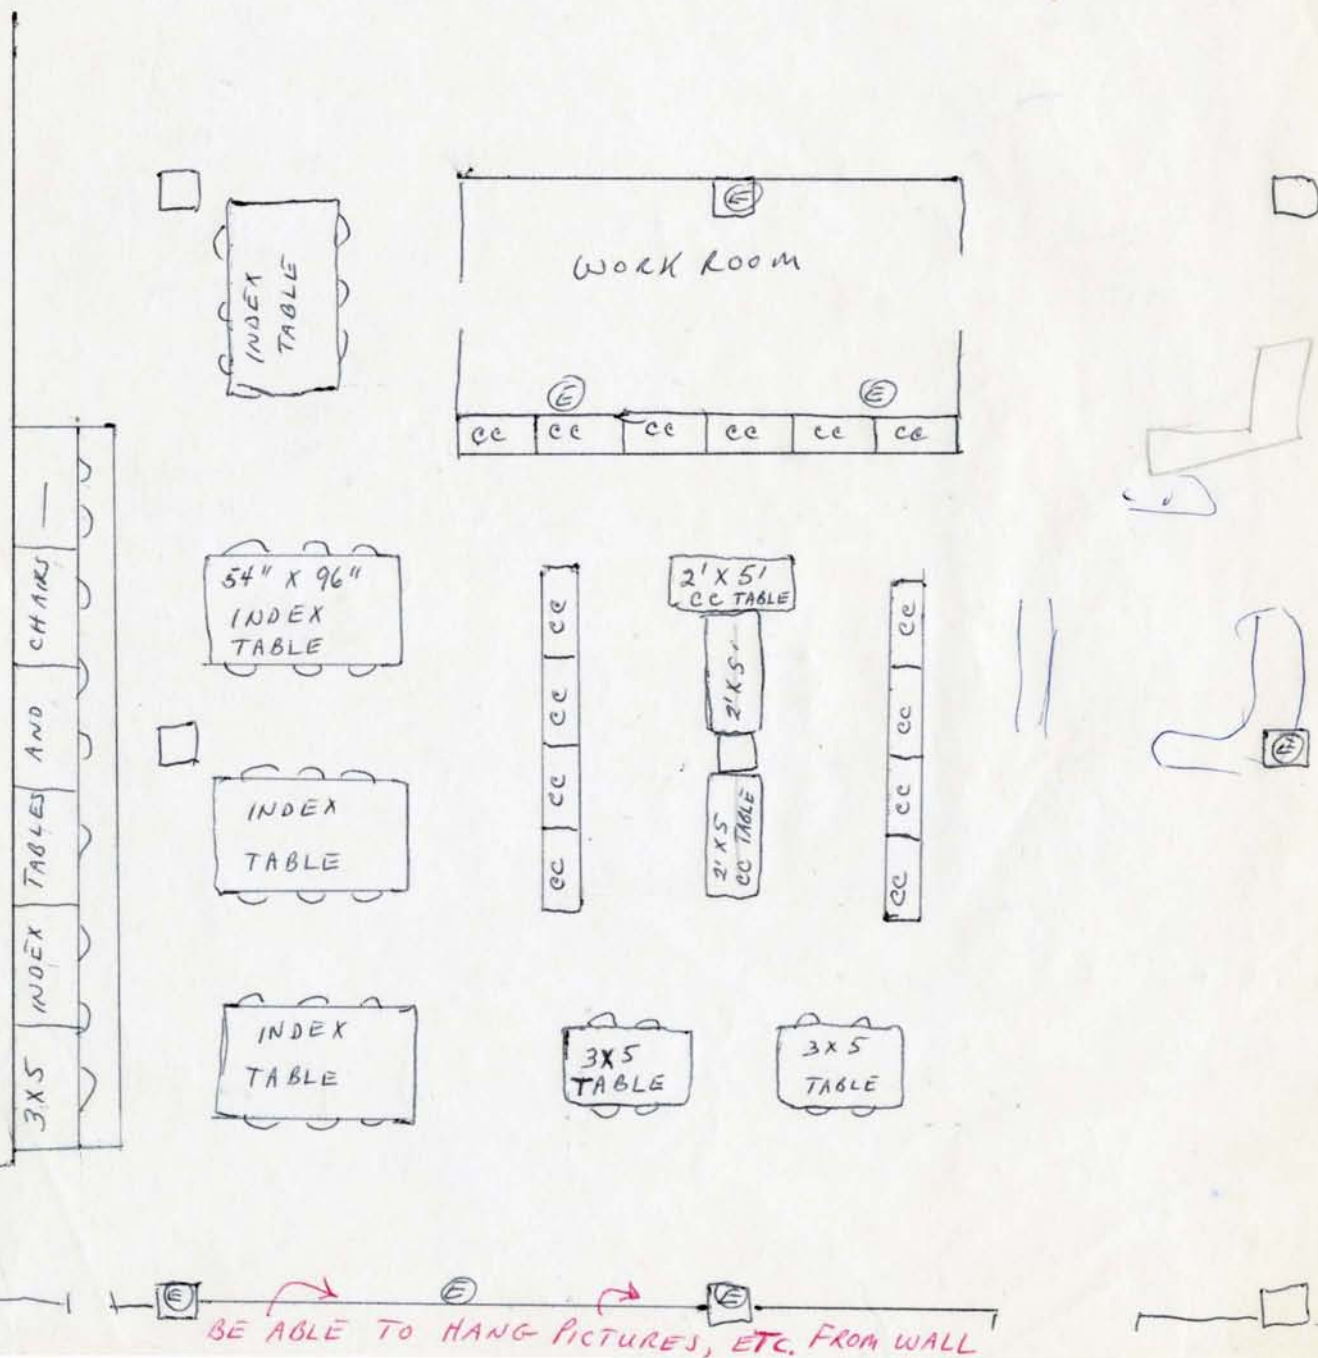 E
WORK ROOM
INDEX
TABLE
E
E
CC CC CC CC CC CC
3X5 INDEX TABLES AND CHAIRS —
54" X 96"
INDEX
TABLE
CC
CC
CC
CC
2' X 5'
CC TABLE
2' X 5'
2' X 5
CC TABLE
CC
CC
CC
CC
E
INDEX
TABLE
INDEX
TABLE
3X5
TABLE
3X5
TABLE
E
E
E
BE ABLE TO HANG PICTURES, ETC. FROM WALL